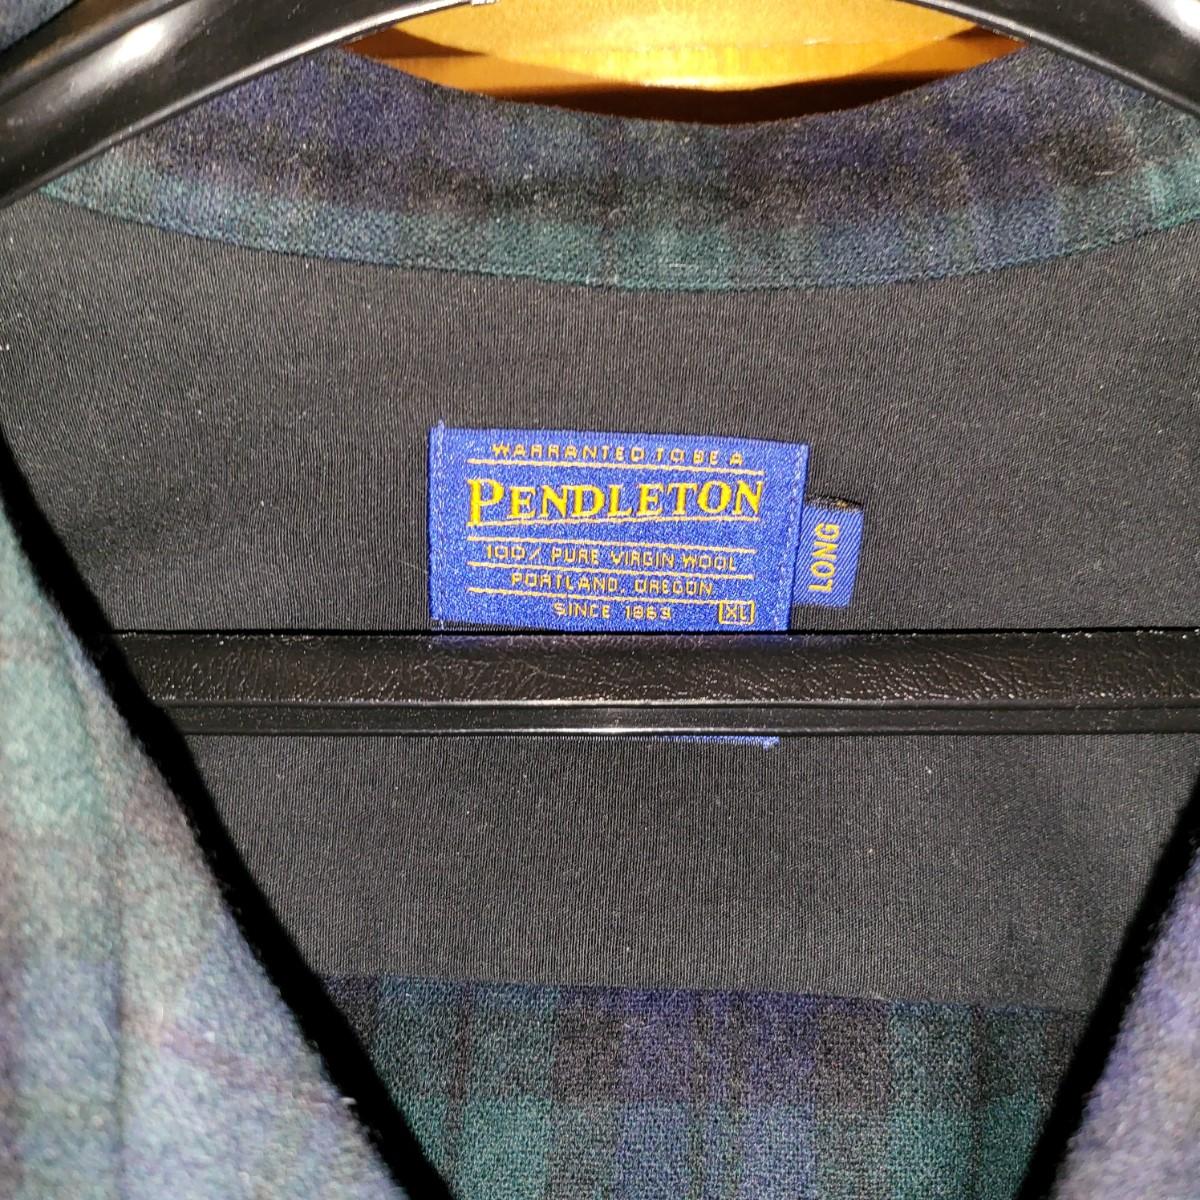 WARRANTED TO BE A
PENDLETON
100% PURE VIRGIN WOOL
PORTLAND, OREGON
SINCE 1863 XL
LONG